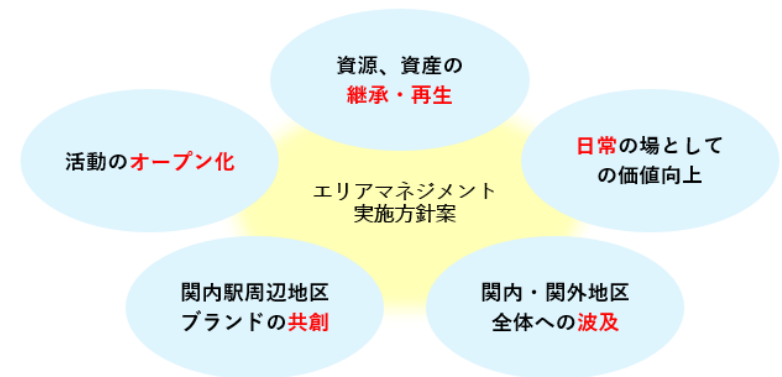 資源、資産の
継承・再生
活動のオープン化
日常の場として
の価値向上
エリアマネジメント
実施方針案
関内駅周辺地区
ブランドの共創
関内・関外地区
全体への波及